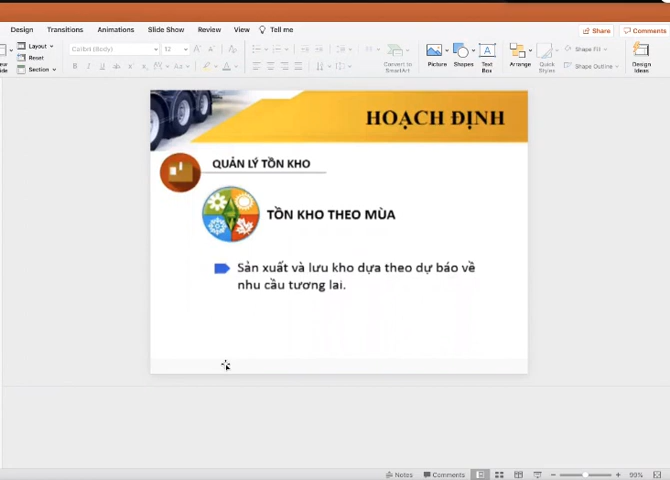 Design Transitions Animations Slide Show Review View Tell me Share Comments
Layout
Reset
Section
Calibri (Body) 12
Convert to
SmartArt
Picture Shapes Text
Box
Arrange Quick
Styles
Shape Fill
Shape Outline
Design
Ideas
HOẠCH ĐỊNH
QUẢN LÝ TỒN KHO
TỒN KHO THEO MÙA
Sản xuất và lưu kho dựa theo dự báo về
nhu cầu tương lai.
Notes Comments 99%